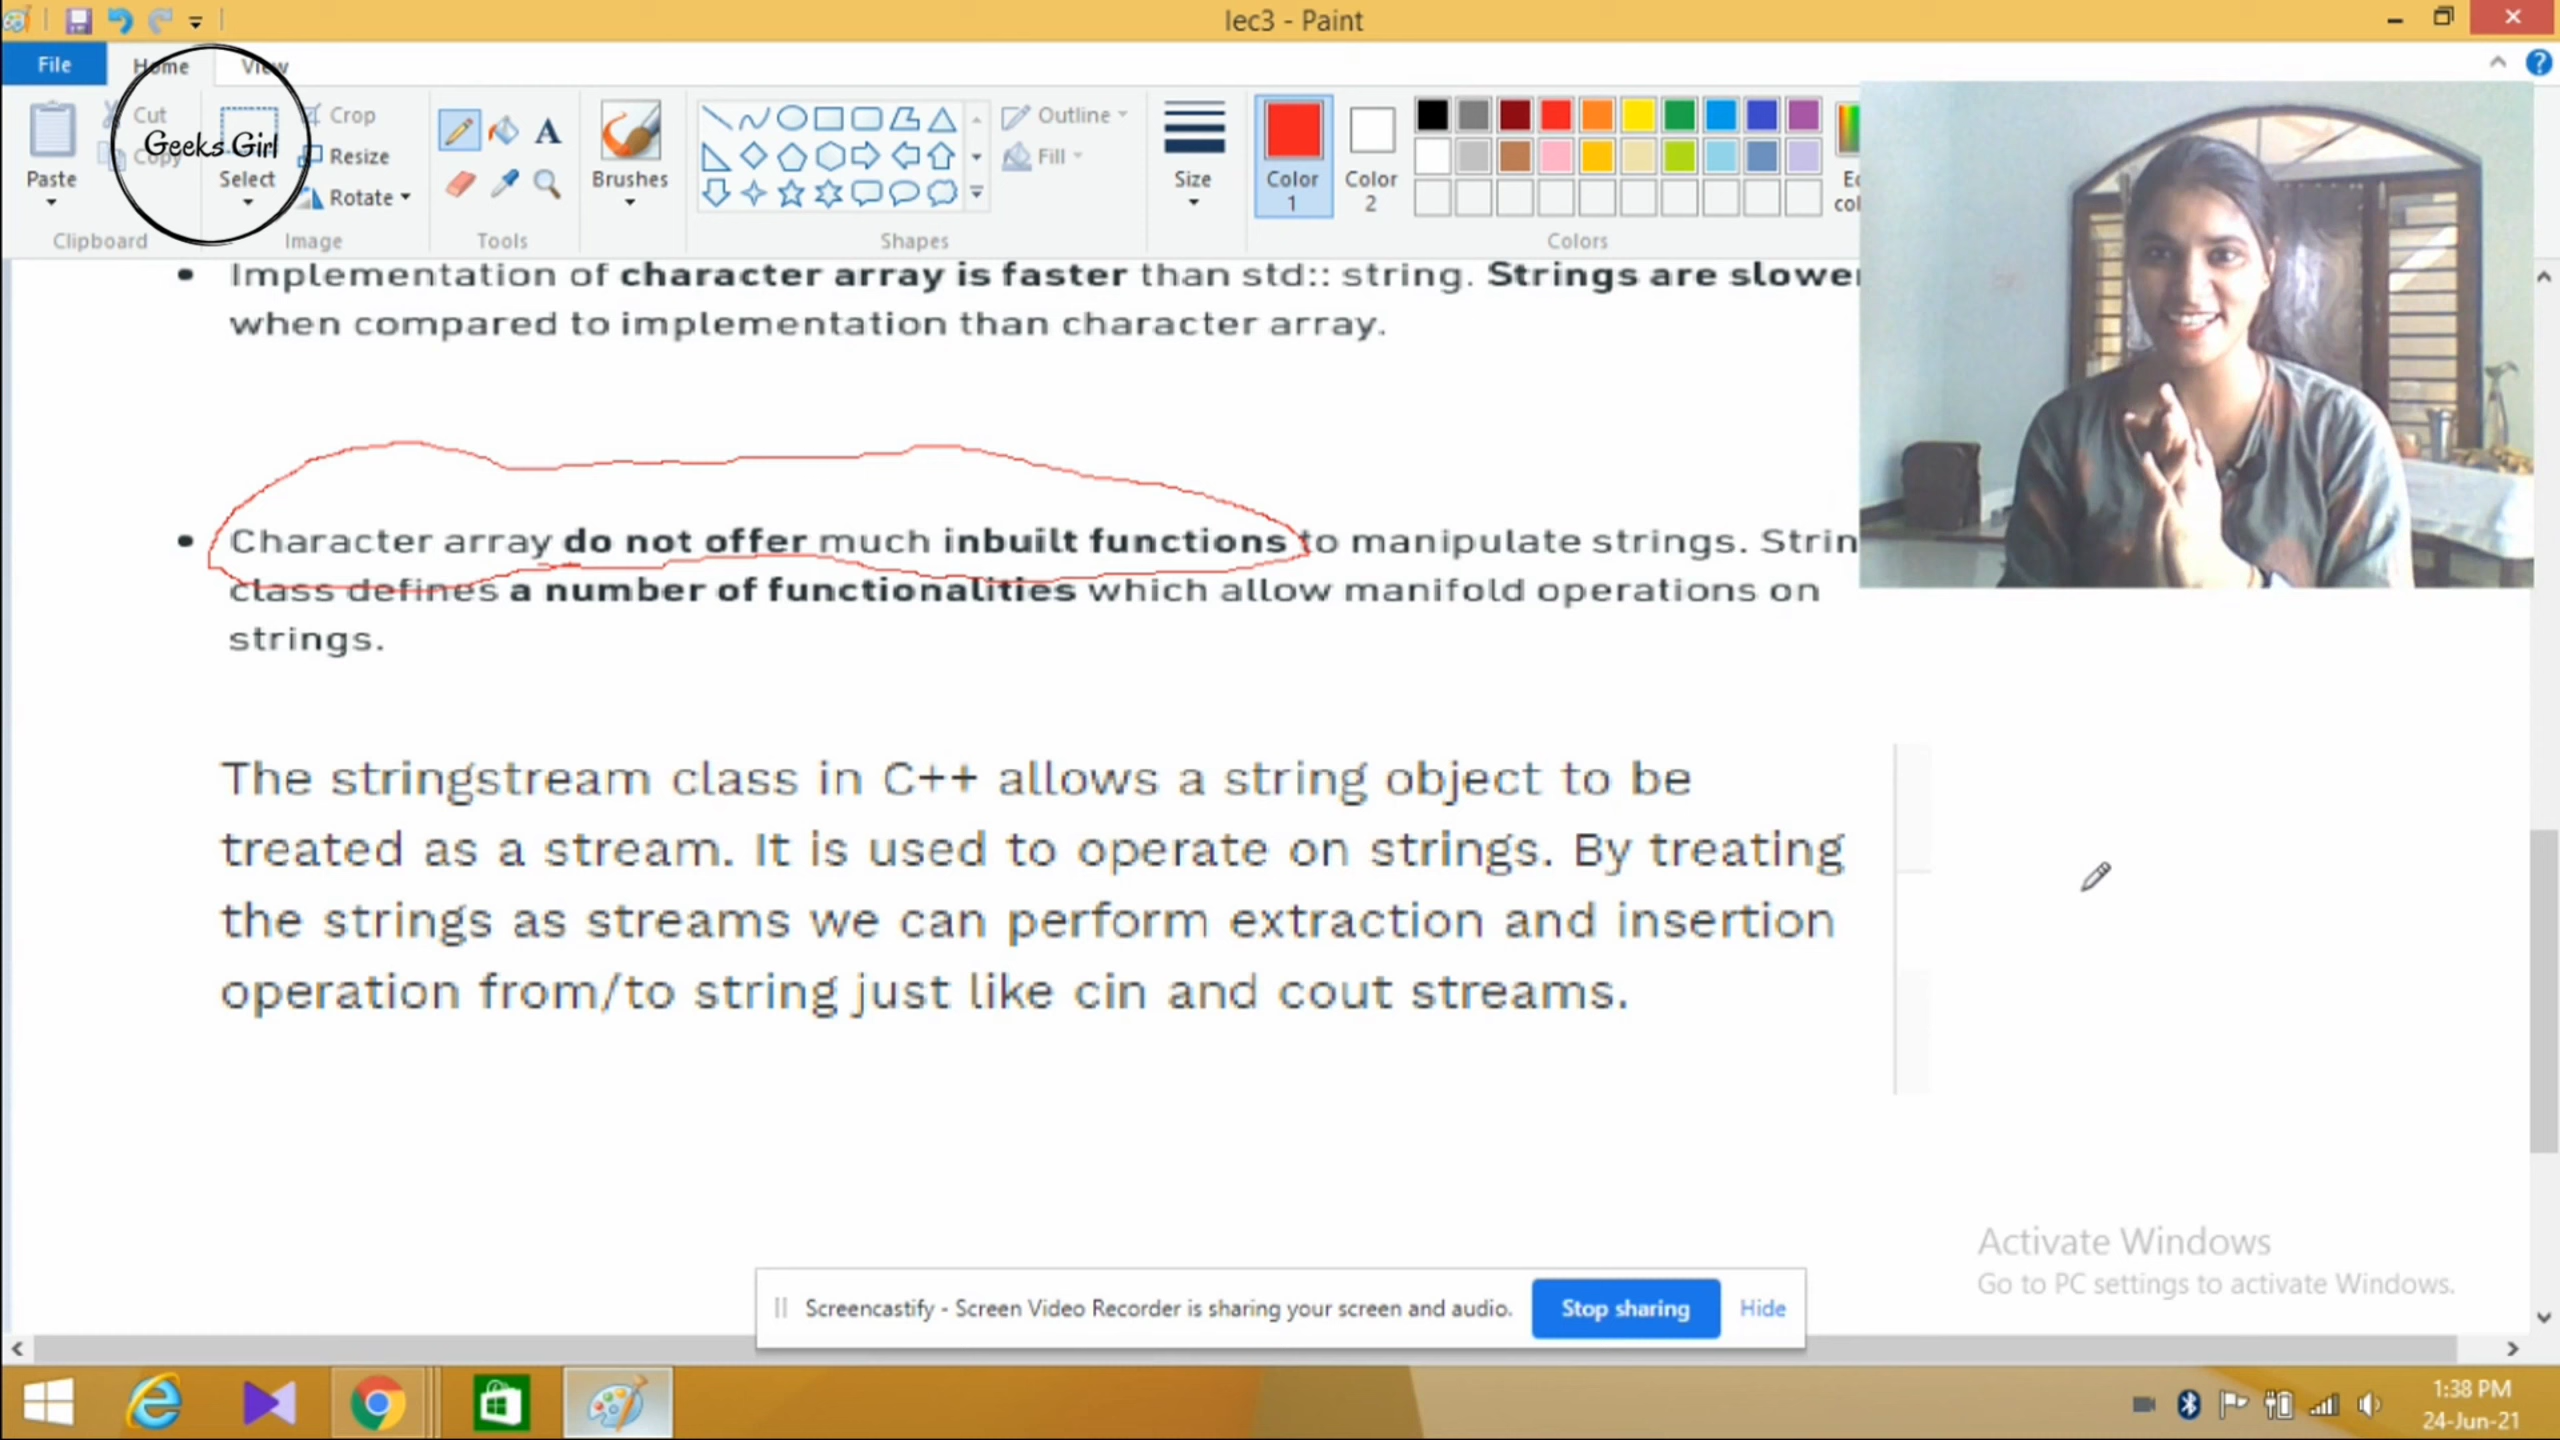 lec3 - Paint
File Home View
Cut
Copy
Paste
Geeks Girl
Select
Crop
Resize
Rotate
Brushes
Outline
Fill
Size
Color 1
Color 2
Clipboard
Image
Tools
Shapes
Colors
• Implementation of character array is faster than std:: string. Strings are slower
when compared to implementation than character array.
• Character array do not offer much inbuilt functions to manipulate strings. Strin
class defines a number of functionalities which allow manifold operations on
strings.
The stringstream class in C++ allows a string object to be
treated as a stream. It is used to operate on strings. By treating
the strings as streams we can perform extraction and insertion
operation from/to string just like cin and cout streams.
Activate Windows
Go to PC settings to activate Windows.
Screencastify - Screen Video Recorder is sharing your screen and audio. Stop sharing Hide
1:38 PM
24-Jun-21